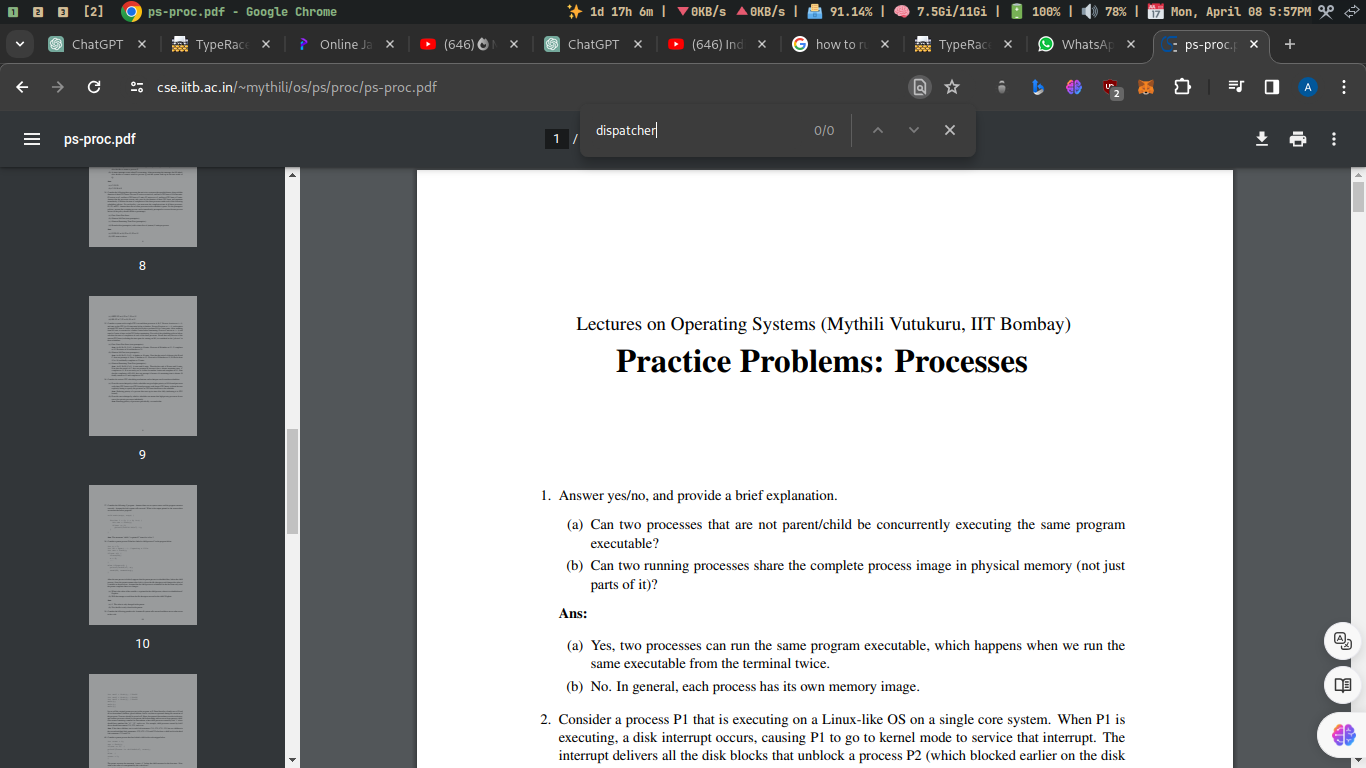 1 2 3 [2] ps-proc.pdf - Google Chrome ✨ 1d 17h 6m | ▼0KB/s ▲0KB/s | 91.14% | 7.5Gi/11Gi | 100% | 78% | Mon, April 08 5:57PM
ChatGPT TypeRac Online Ja (646) ChatGPT (646) Ind how to r TypeRac WhatsAp ps-proc.p
cse.iitb.ac.in/~mythili/os/ps/proc/ps-proc.pdf 2 A
ps-proc.pdf 1 / dispatcher 0/0
8
9
10
Lectures on Operating Systems (Mythili Vutukuru, IIT Bombay)
Practice Problems: Processes
1. Answer yes/no, and provide a brief explanation.
(a) Can two processes that are not parent/child be concurrently executing the same program
executable?
(b) Can two running processes share the complete process image in physical memory (not just
parts of it)?
Ans:
(a) Yes, two processes can run the same program executable, which happens when we run the
same executable from the terminal twice.
(b) No. In general, each process has its own memory image.
2. Consider a process P1 that is executing on a Linux-like OS on a single core system. When P1 is
executing, a disk interrupt occurs, causing P1 to go to kernel mode to service that interrupt. The
interrupt delivers all the disk blocks that unblock a process P2 (which blocked earlier on the disk